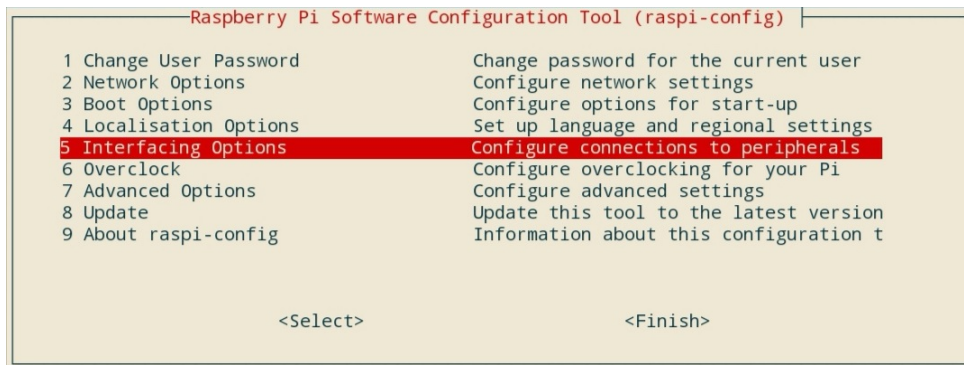 Raspberry Pi Software Configuration Tool (raspi-config)
1 Change User Password Change password for the current user
2 Network Options Configure network settings
3 Boot Options Configure options for start-up
4 Localisation Options Set up language and regional settings
5 Interfacing Options Configure connections to peripherals
6 Overclock Configure overclocking for your Pi
7 Advanced Options Configure advanced settings
8 Update Update this tool to the latest version
9 About raspi-config Information about this configuration t
<Select> <Finish>